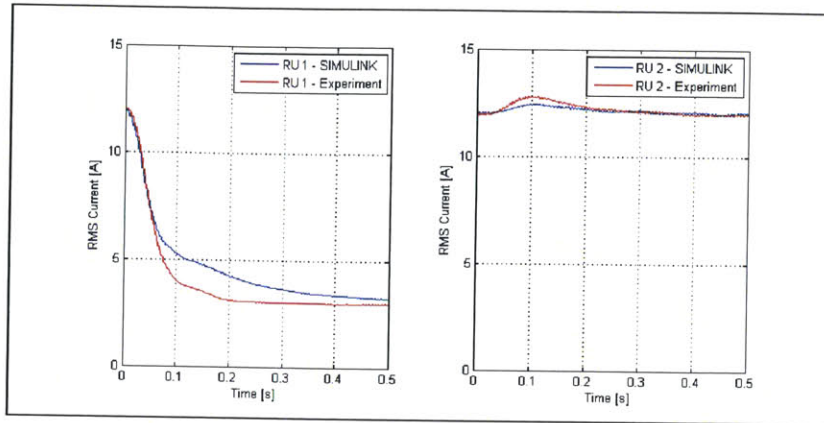 15
10
5
0
RMS Current [A]
RU 1 - SIMULINK
RU 1 - Experiment
0
0.1
0.2
0.3
0.4
0.5
Time [s]
15
10
5
0
RMS Current [A]
RU 2 - SIMULINK
RU 2 - Experiment
0
0.1
0.2
0.3
0.4
0.5
Time [s]